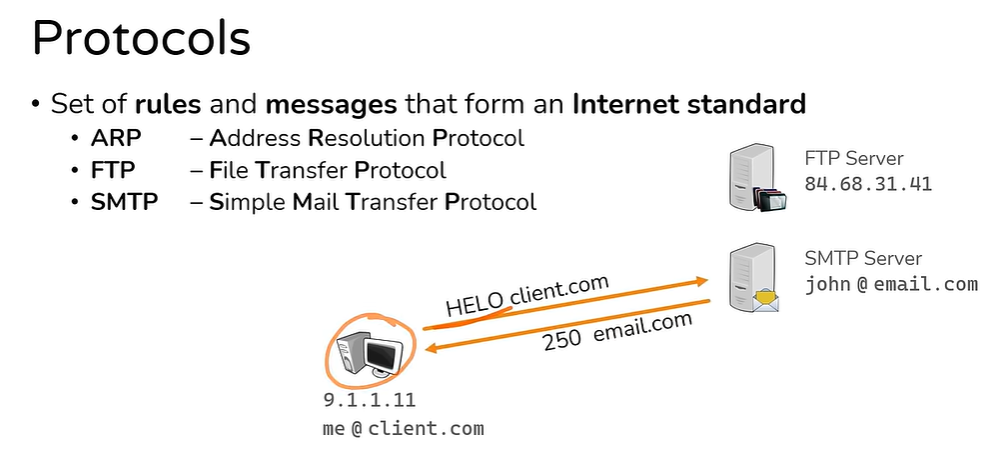 Protocols
• Set of rules and messages that form an Internet standard
• ARP – Address Resolution Protocol
• FTP – File Transfer Protocol
• SMTP – Simple Mail Transfer Protocol
FTP Server
84.68.31.41
SMTP Server
john@email.com
HELO client.com
250 email.com
9.1.1.11
me@client.com